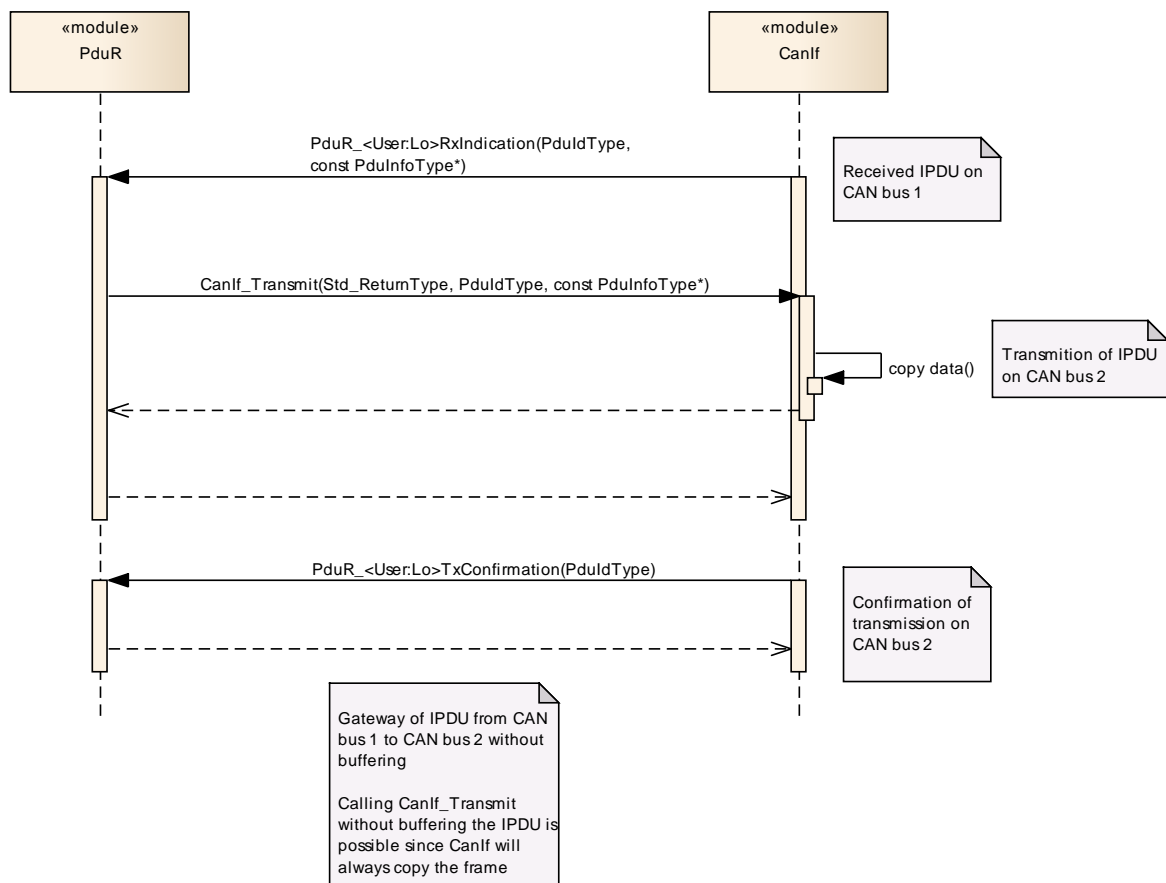 «module»
PduR
«module»
CanIf
PduR_<User:Lo>RxIndication(PduIdType,
const PduInfoType*)
Received IPDU on
CAN bus 1
CanIf_Transmit(Std_ReturnType, PduIdType, const PduInfoType*)
copy data()
Transmition of IPDU
on CAN bus 2
PduR_<User:Lo>TxConfirmation(PduIdType)
Confirmation of
transmission on
CAN bus 2
Gateway of IPDU from CAN
bus 1 to CAN bus 2 without
buffering
Calling CanIf_Transmit
without buffering the IPDU is
possible since CanIf will
always copy the frame